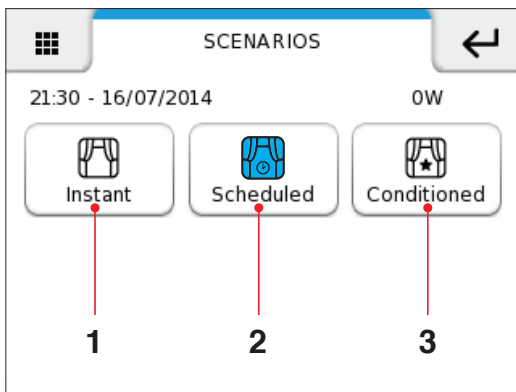 SCENARIOS
21:30 - 16/07/2014 0W
Instant Scheduled Conditioned
1 2 3